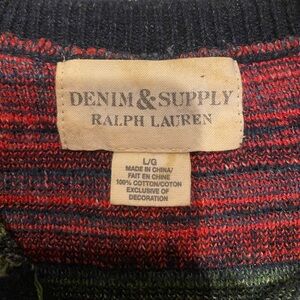 DENIM & SUPPLY
RALPH LAUREN
L/G
MADE IN CHINA/
FAIT EN CHINE
100% COTTON/COTON
EXCLUSIVE OF
DECORATION